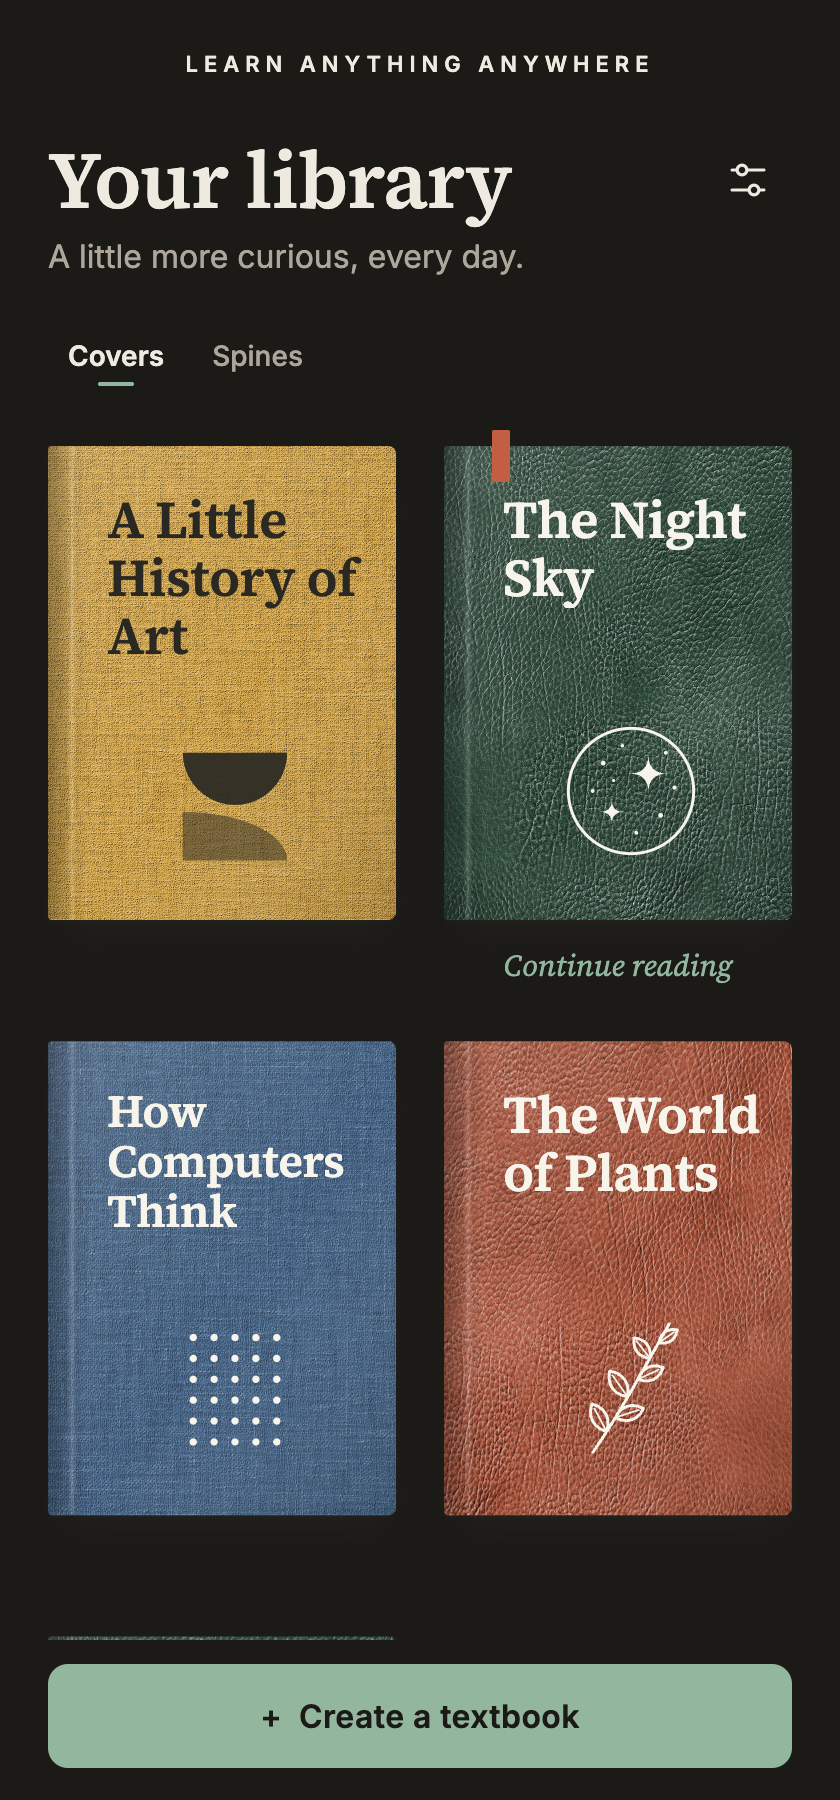 LEARN ANYTHING ANYWHERE
Your library
A little more curious, every day.
Covers
Spines
A Little
History of
Art
The Night
Sky
Continue reading
How
Computers
Think
The World
of Plants
+ Create a textbook